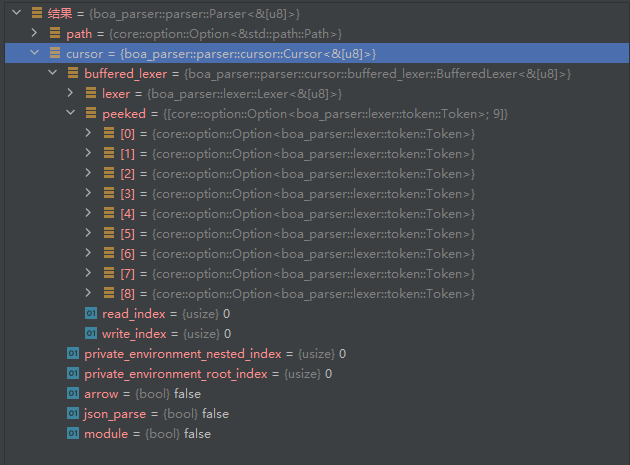 结果 = {boa_parser::parser::Parser<&[u8]>}
path = {core::option::Option<&std::path::Path>}
cursor = {boa_parser::parser::cursor::Cursor<&[u8]>}
buffered_lexer = {boa_parser::parser::cursor::buffered_lexer::BufferedLexer<&[u8]>}
lexer = {boa_parser::lexer::Lexer<&[u8]>}
peeked = {[core::option::Option<boa_parser::lexer::token::Token>; 9]}
[0] = {core::option::Option<boa_parser::lexer::token::Token>}
[1] = {core::option::Option<boa_parser::lexer::token::Token>}
[2] = {core::option::Option<boa_parser::lexer::token::Token>}
[3] = {core::option::Option<boa_parser::lexer::token::Token>}
[4] = {core::option::Option<boa_parser::lexer::token::Token>}
[5] = {core::option::Option<boa_parser::lexer::token::Token>}
[6] = {core::option::Option<boa_parser::lexer::token::Token>}
[7] = {core::option::Option<boa_parser::lexer::token::Token>}
[8] = {core::option::Option<boa_parser::lexer::token::Token>}
01 read_index = {usize} 0
01 write_index = {usize} 0
01 private_environment_nested_index = {usize} 0
01 private_environment_root_index = {usize} 0
01 arrow = {bool} false
01 json_parse = {bool} false
01 module = {bool} false